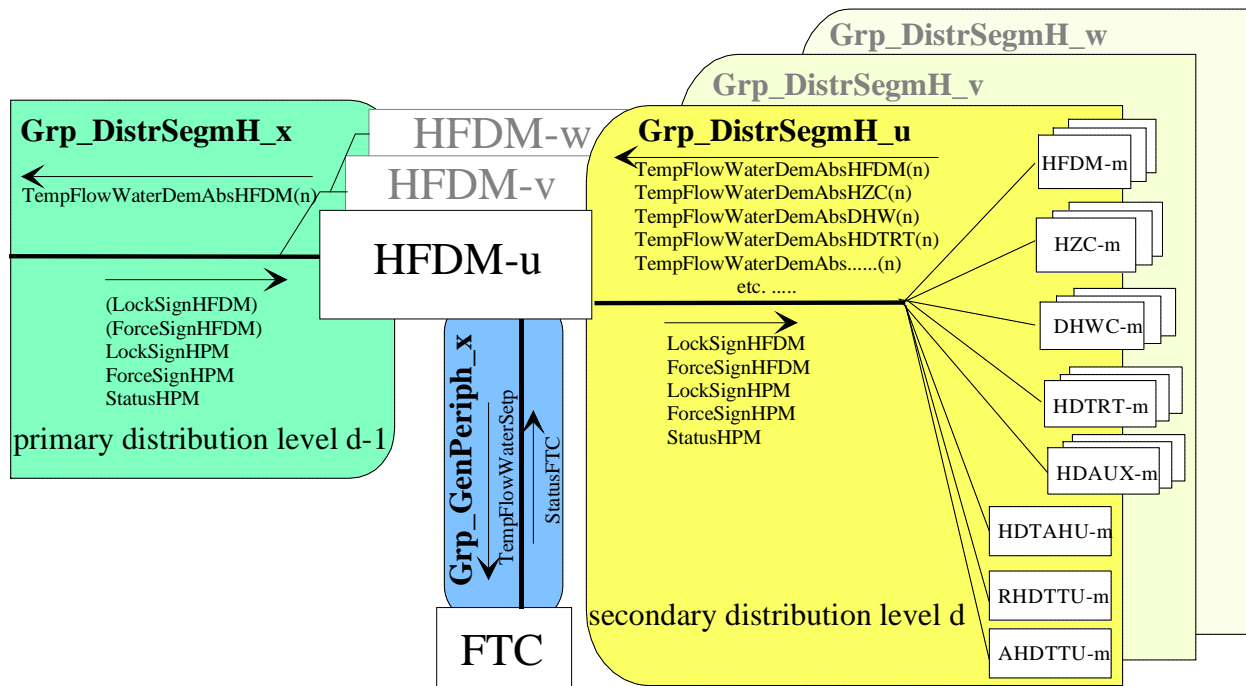 Grp_DistrSegmH_w
Grp_DistrSegmH_v
Grp_DistrSegmH_x
TempFlowWaterDemAbsHFDM(n)
(LockSignHFDM)
(ForceSignHFDM)
LockSignHPM
ForceSignHPM
StatusHPM
primary distribution level d-1
HFDM-w
HFDM-v
HFDM-u
Grp_GenPeriph_x
TempFlowWaterSetp
StatusFTC
FTC
Grp_DistrSegmH_u
TempFlowWaterDemAbsHFDM(n)
TempFlowWaterDemAbsHZC(n)
TempFlowWaterDemAbsDHW(n)
TempFlowWaterDemAbsHDTRT(n)
TempFlowWaterDemAbs......(n)
etc. .....
LockSignHFDM
ForceSignHFDM
LockSignHPM
ForceSignHPM
StatusHPM
secondary distribution level d
HFDM-m
HZC-m
DHWC-m
HDTRT-m
HDAUX-m
HDTAHU-m
RHDTTU-m
AHDTTU-m